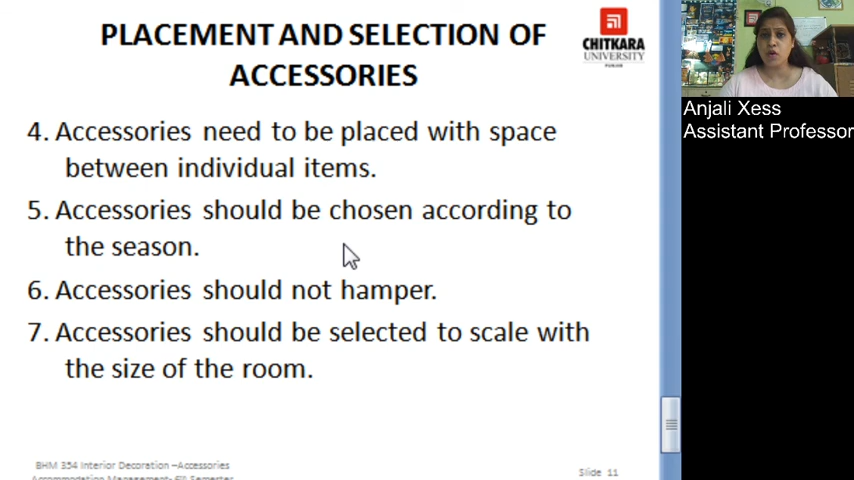 PLACEMENT AND SELECTION OF
ACCESSORIES
CHITKARA
UNIVERSITY
PUNJAB
4. Accessories need to be placed with space
between individual items.
5. Accessories should be chosen according to
the season.
6. Accessories should not hamper.
7. Accessories should be selected to scale with
the size of the room.
BHM 354 Interior Decoration –Accessories
Accommodation Management- 6th Semester
Slide 11
Anjali Xess
Assistant Professor